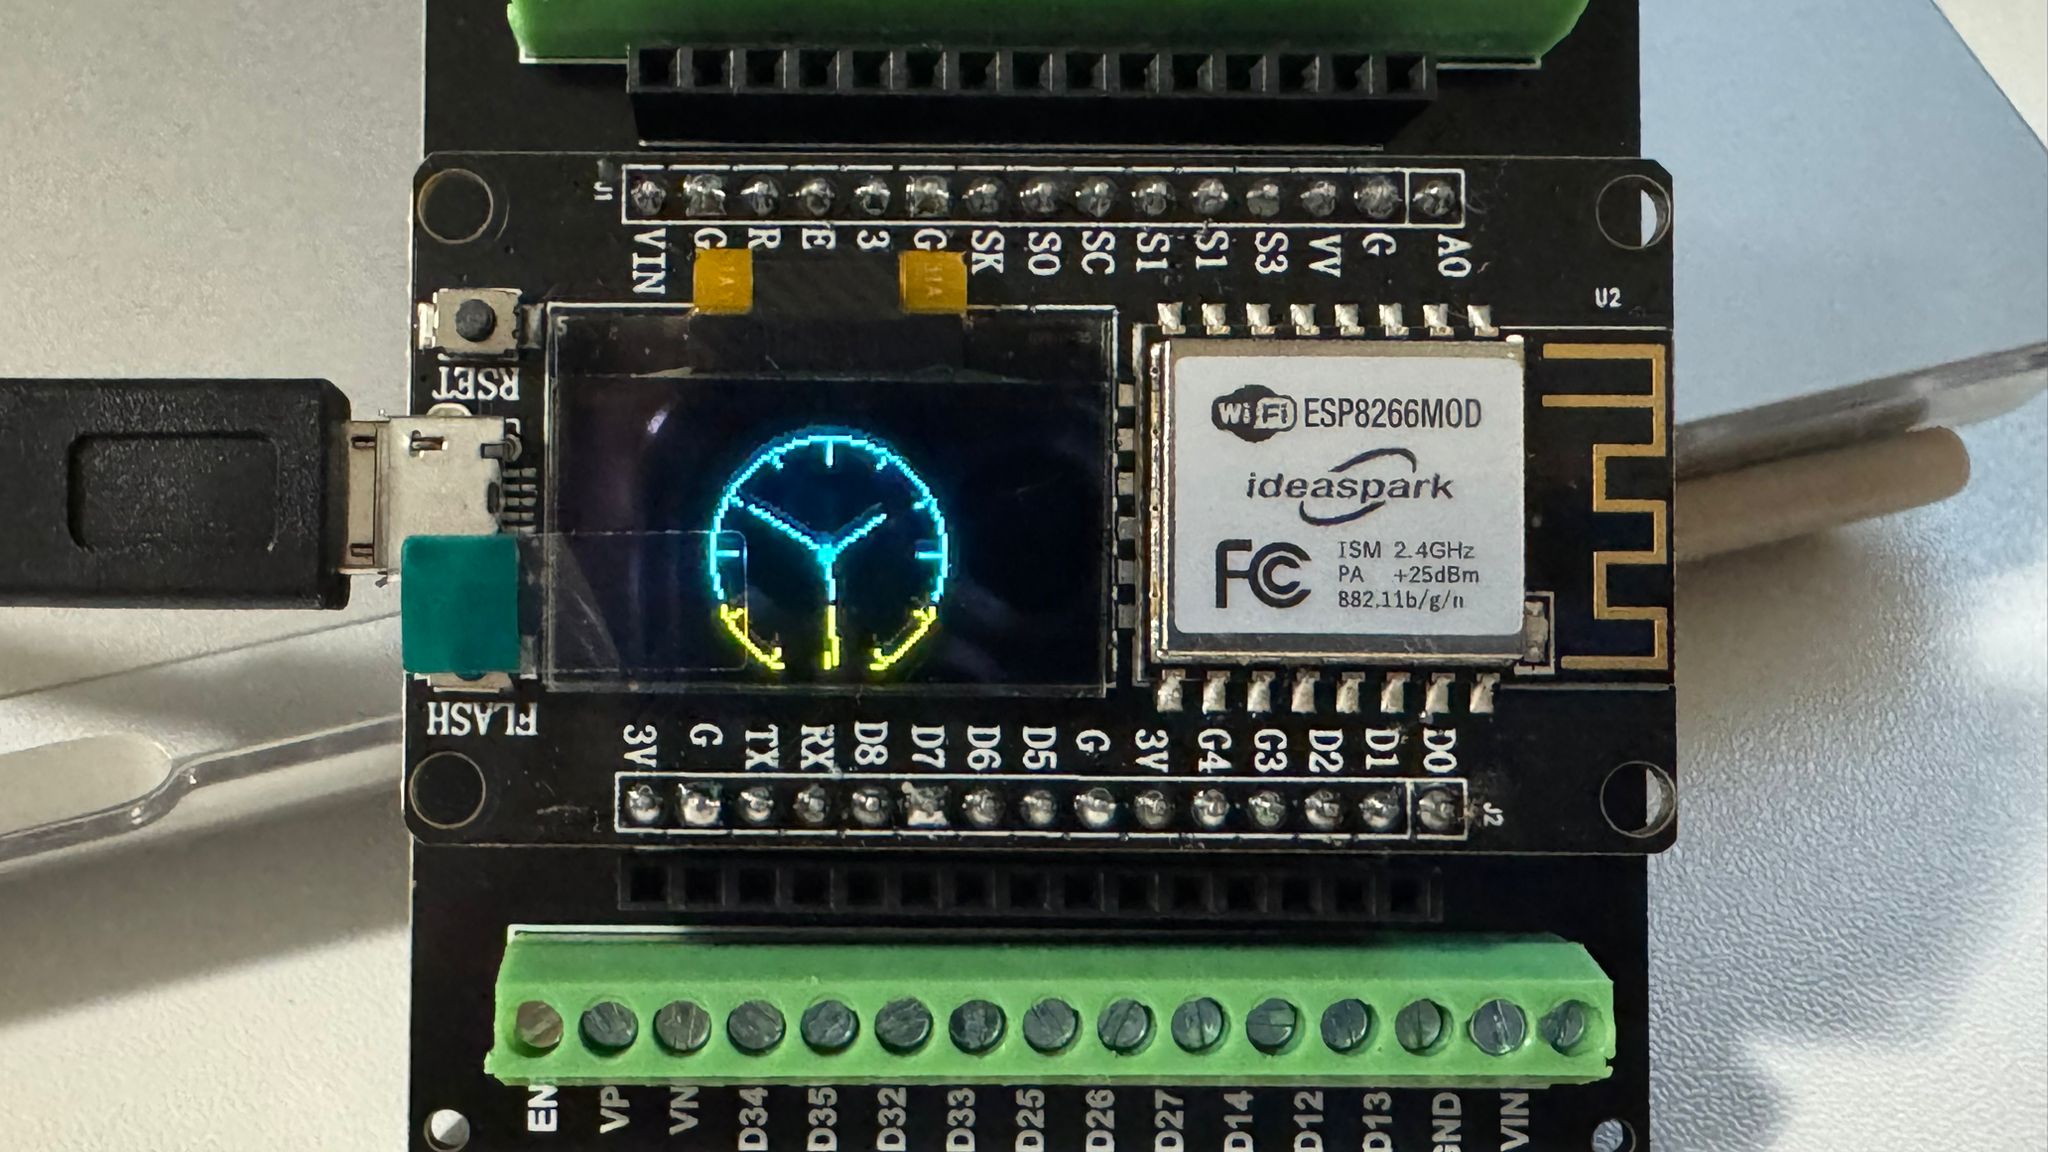 J1
VIN G R E 3 G SK SO SC S1 S1 S3 VV G A0
U2
RSET
WiFi ESP8266MOD
ideaspark
FC ISM 2.4GHz
PA +25dBm
882.11b/g/n
FLASH
3V G TX RX D8 D7 D6 D5 G 3V G4 G3 D2 D1 D0
J2
EN VP VN D34 D35 D32 D33 D25 D26 D27 D14 D12 D13 GND VIN